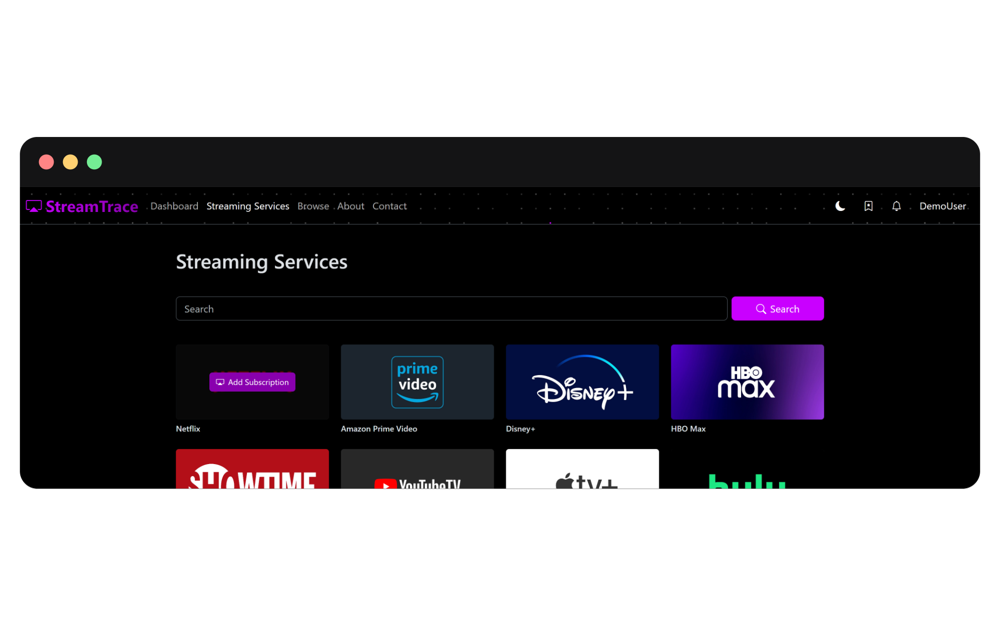 StreamTrace Dashboard Streaming Services Browse About Contact DemoUser
Streaming Services
Search Search
NETFLIX
Add Subscription
prime
video
Disney+
HBO
max
Netflix Amazon Prime Video Disney+ HBO Max
SHOWTIME YouTubeTV tv+ hulu